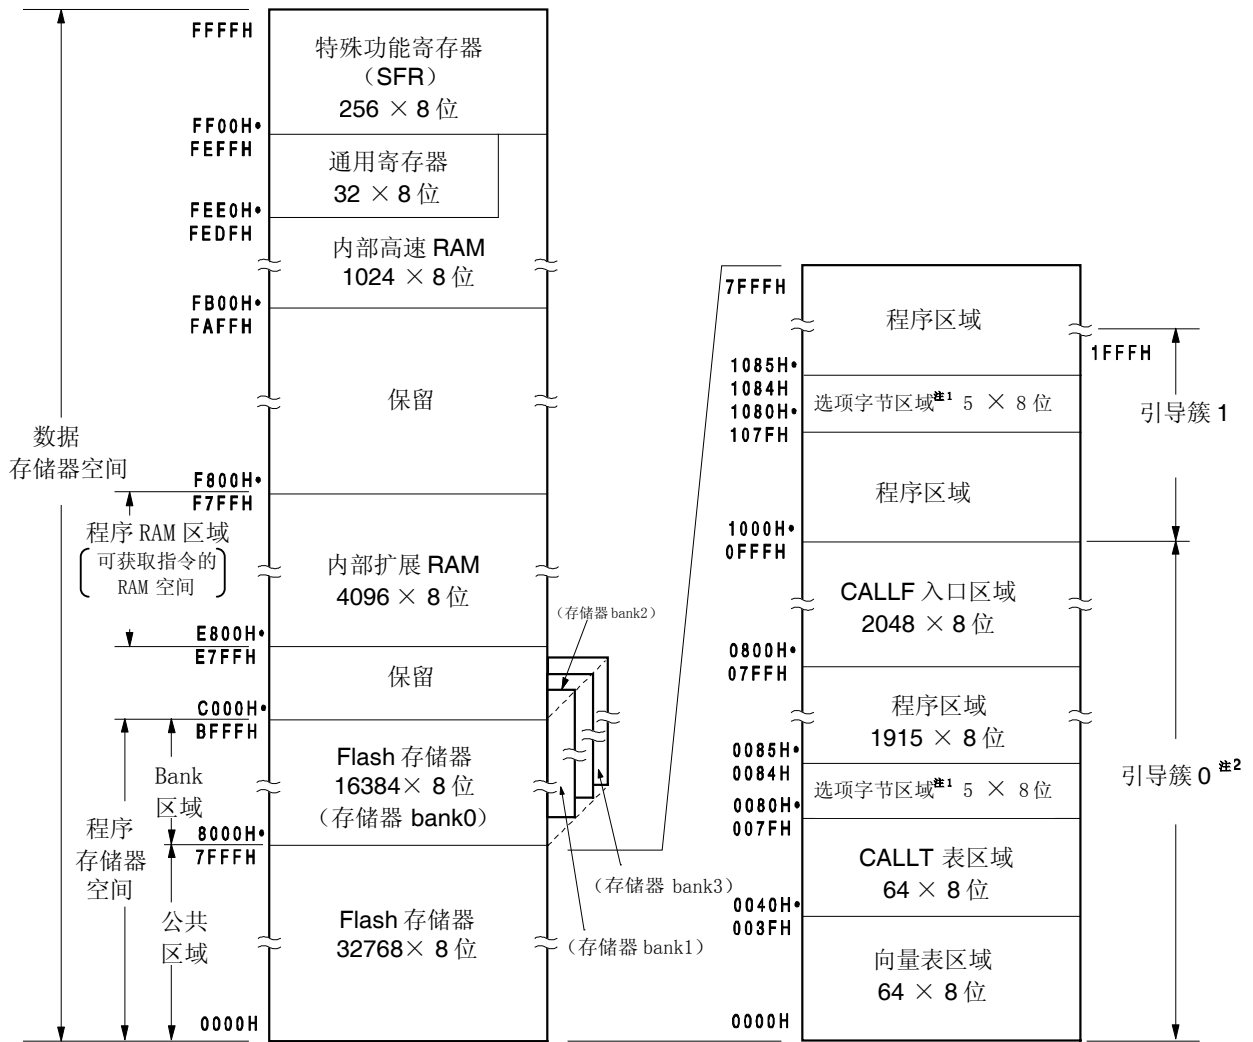 FFFFH
特殊功能寄存器
（SFR）
256 × 8 位
FF00H
FEFFH
通用寄存器
32 × 8 位
FEE0H
FEDFH
内部高速 RAM
1024 × 8 位
FB00H
FAFFH
保留
数据
存储器空间
F800H
F7FFH
程序 RAM 区域
可获取指令的
RAM 空间
内部扩展 RAM
4096 × 8 位
E800H
E7FFH
保留
C000H
BFFFH
Bank
区域
Flash 存储器
16384× 8 位
（存储器 bank0）
程序
存储器
空间
8000H
7FFFH
公共
区域
Flash 存储器
32768× 8 位
0000H
（存储器 bank2）
（存储器 bank3）
（存储器 bank1）
7FFFH
程序区域
1FFFH
1085H
1084H
选项字节区域注1 5 × 8 位
1080H
107FH
引导簇 1
程序区域
1000H
0FFFH
CALLF 入口区域
2048 × 8 位
0800H
07FFH
程序区域
1915 × 8 位
0085H
0084H
选项字节区域注1 5 × 8 位
0080H
007FH
引导簇 0 注2
CALLT 表区域
64 × 8 位
0040H
003FH
向量表区域
64 × 8 位
0000H